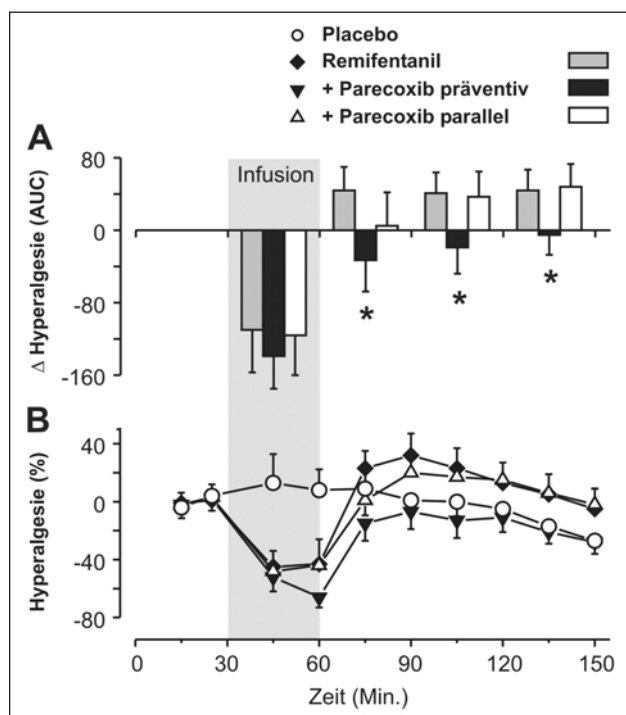 Placebo
Remifentanil
+ Parecoxib präventiv
+ Parecoxib parallel
A
Δ Hyperalgesie (AUC)
80
0
-80
-160
Infusion
*
*
*
B
Hyperalgesie (%)
40
0
-40
-80
0 30 60 90 120 150
Zeit (Min.)